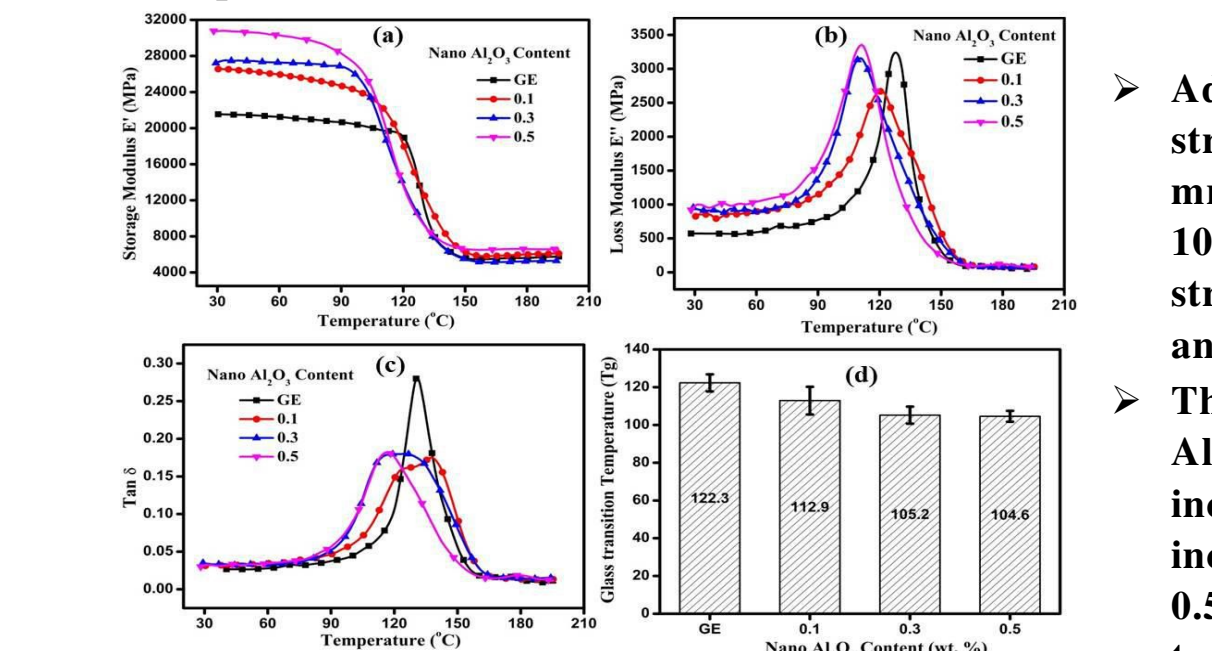 32000
28000
24000
20000
16000
12000
8000
4000
Storage Modulus E' (MPa)
(a)
Nano Al2O3 Content
GE
0.1
0.3
0.5
30 60 90 120 150 180 210
Temperature (oC)
3500
3000
2500
2000
1500
1000
500
0
Loss Modulus E'' (MPa)
(b)
Nano Al2O3 Content
GE
0.1
0.3
0.5
30 60 90 120 150 180 210
Temperature (oC)
0.30
0.25
0.20
0.15
0.10
0.05
0.00
Tan δ
(c)
Nano Al2O3 Content
GE
0.1
0.3
0.5
30 60 90 120 150 180 210
Temperature (oC)
140
120
100
80
60
40
20
0
Glass transition Temperature (Tg)
(d)
122.3
112.9
105.2
104.6
GE 0.1 0.3 0.5
Nano Al2O3 Content (wt. %)
➢ Ad
str
10
str
an
➢ Th
Al
inc
0.5